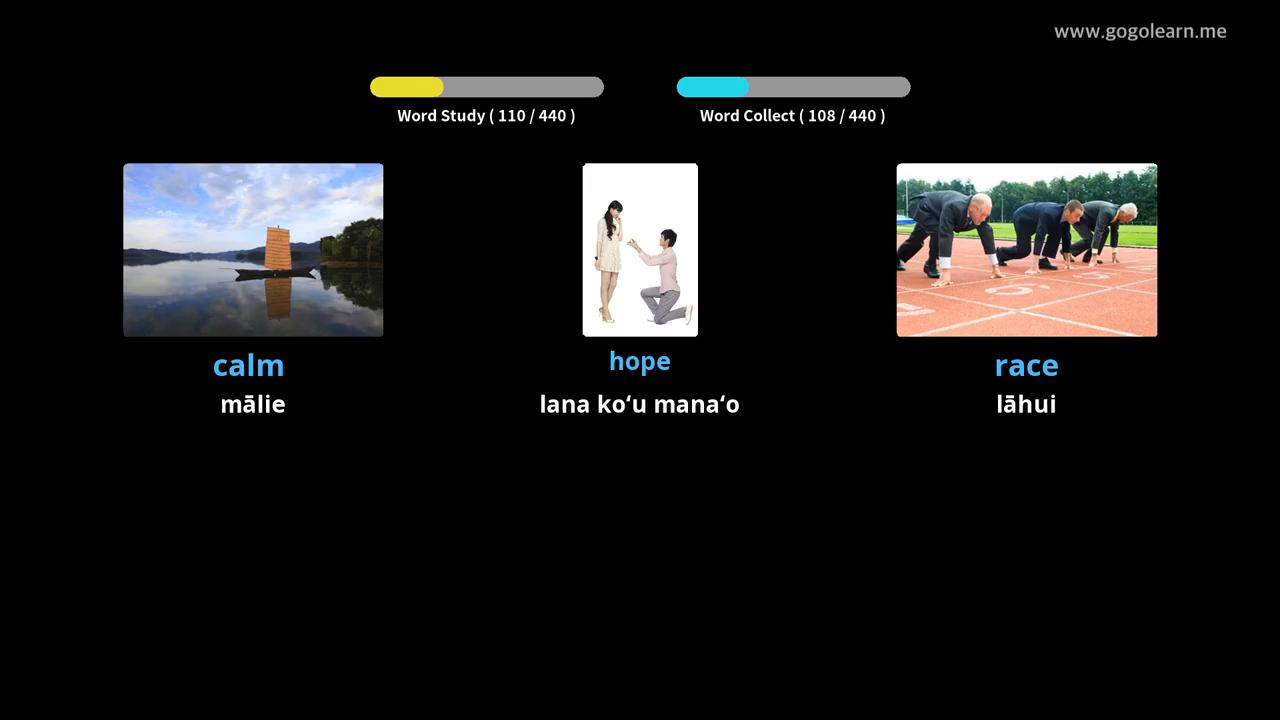 www.gogolearn.me
Word Study ( 110 / 440 )
Word Collect ( 108 / 440 )
calm
hope
race
mālie
lana koʻu manaʻo
lāhui